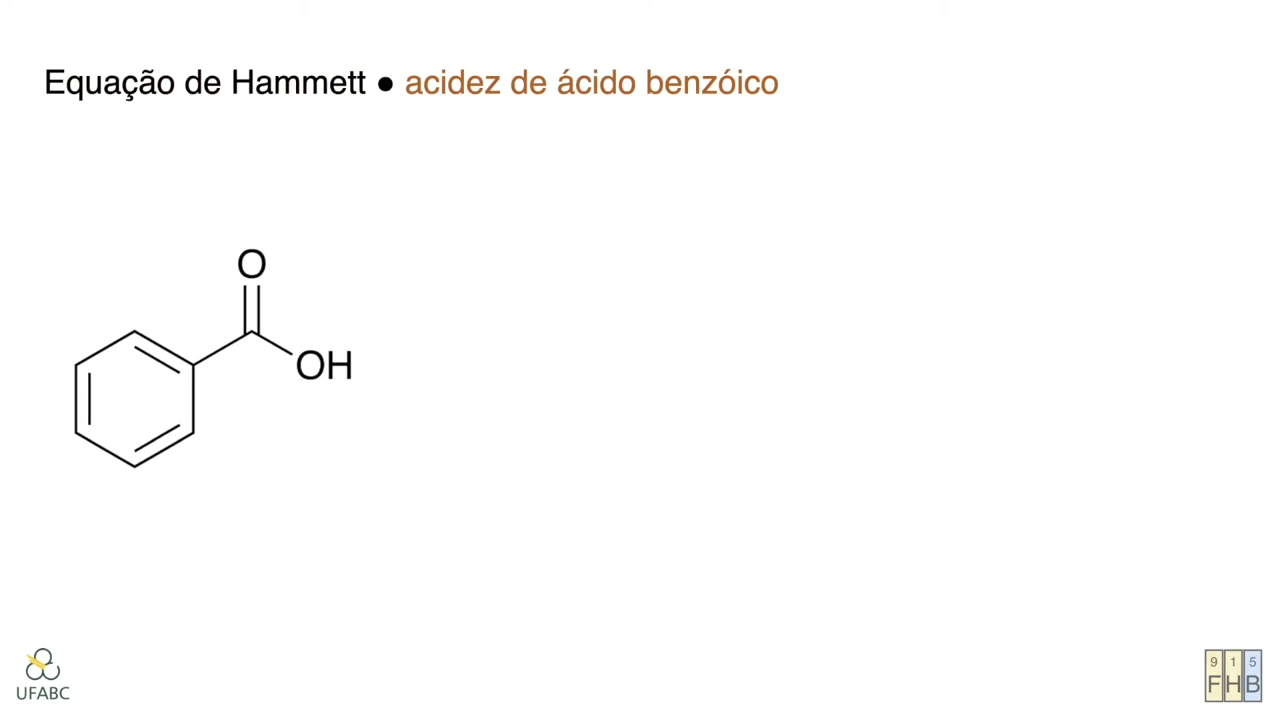 Equação de Hammett ● acidez de ácido benzóico
O
OH
UFABC
9 1 5
F H B